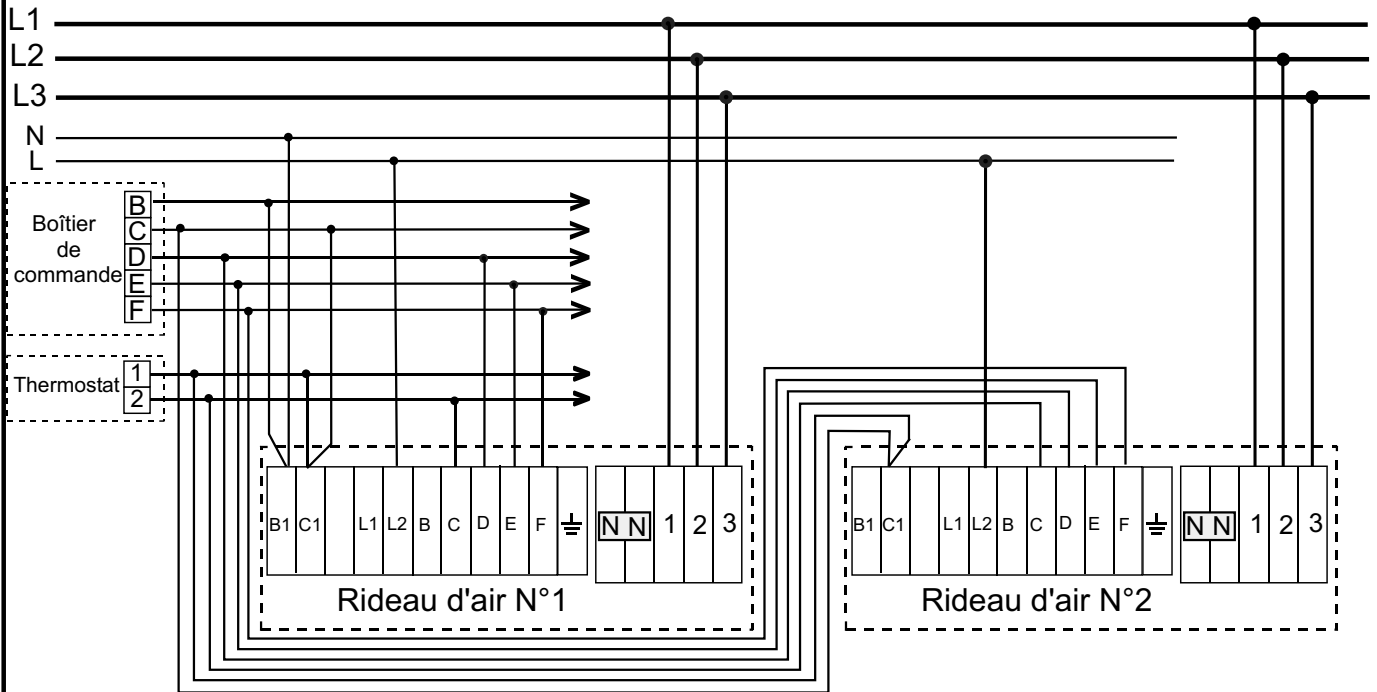 L1
L2
L3
N
L
Boîtier
de
commande
B
C
D
E
F
Thermostat
1
2
B1 C1 L1 L2 B C D E F
N N 1 2 3
Rideau d'air N°1
B1 C1 L1 L2 B C D E F
N N 1 2 3
Rideau d'air N°2